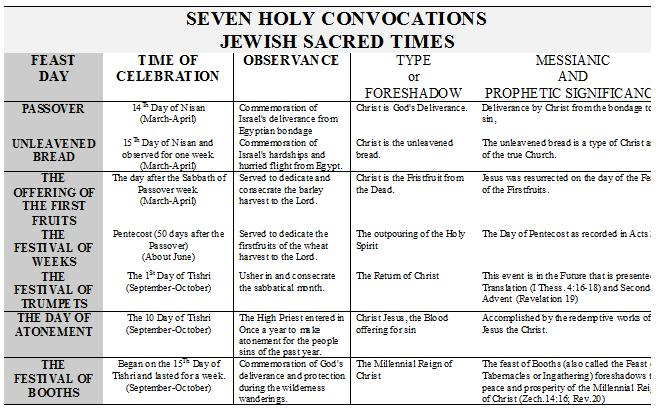 SEVEN HOLY CONVOCATIONS
JEWISH SACRED TIMES
FEAST DAY
TIME OF CELEBRATION
OBSERVANCE
TYPE or FORESHADOW
MESSIANIC AND PROPHETIC
PASSOVER
14Th Day of Nisan
(March-April)
Commemoration of
Israel's deliverance from
Egyptian bondage
Christ is God's Deliverance.
Deliverance by Christ from the bondage to
sin,
UNLEAVENED
BREAD
15Th Day of Nisan and
observed for one week.
(March-April)
Commemoration of
Israel's hardships and
hurried flight from Egypt.
Christ is the unleavened
bread.
The unleavened bread is a type of Christ
of the true Church.
THE
OFFERING OF
THE FIRST
FRUITS
The day after the Sabbath of
Passover week.
(March-April)
Served to dedicate and
consecrate the barley
harvest to the Lord.
Christ is the Fristfruit from
the Dead.
Jesus was resurrected on the day of the
of the Firstfruits.
THE
FESTIVAL OF
WEEKS
Pentecost (50 days after the
Passover)
(About June)
Served to dedicate the
firstfruits of the wheat
harvest to the Lord.
The outpouring of the Holy
Spirit
The Day of Pentecost as recorded in Acts
THE
FESTIVAL OF
TRUMPETS
The 1St Day of Tishri
(September-October)
Usher in and consecrate
the sabbatical month.
The Return of Christ
This event is in the Future that is presented
Translation (I Thess. 4:16-18) and Second
Advent (Revelation 19)
THE DAY OF
ATONEMENT
The 10 Day of Tishri
(September-October)
The High Priest entered in
Once a year to make
atonement for the people
sins of the past year.
Christ Jesus, the Blood
offering for sin
Accomplished by the redemptive works of
Jesus the Christ.
THE
FESTIVAL OF
BOOTHS
Began on the 15Th Day of
Tishri and lasted for a week.
(September-October)
Commemoration of God's
deliverance and protection
during the wilderness
wanderings.
The Millennial Reign of
Christ
The feast of Booths (also called the Feast
Tabernacles or Ingathering) foreshadows
peace and prosperity of the Millennial
of Christ (Zech.14:16; Rev.20)